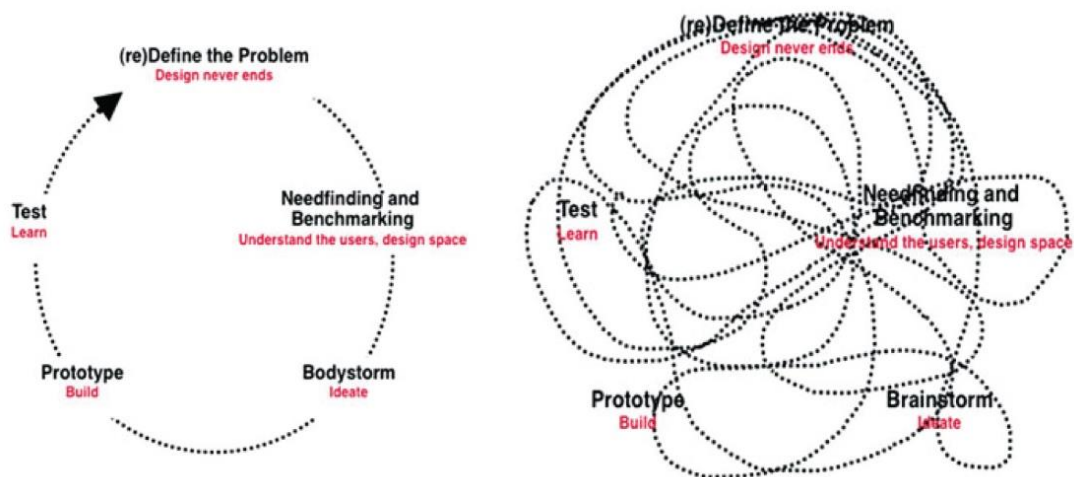 (re)Define the Problem
Design never ends
Needfinding and
Benchmarking
Understand the users, design space
Bodystorm
Ideate
Prototype
Build
Test
Learn
(re)Define the Problem
Design never ends
Needfinding and
Benchmarking
Understand the users, design space
Brainstorm
Ideate
Prototype
Build
Test
Learn